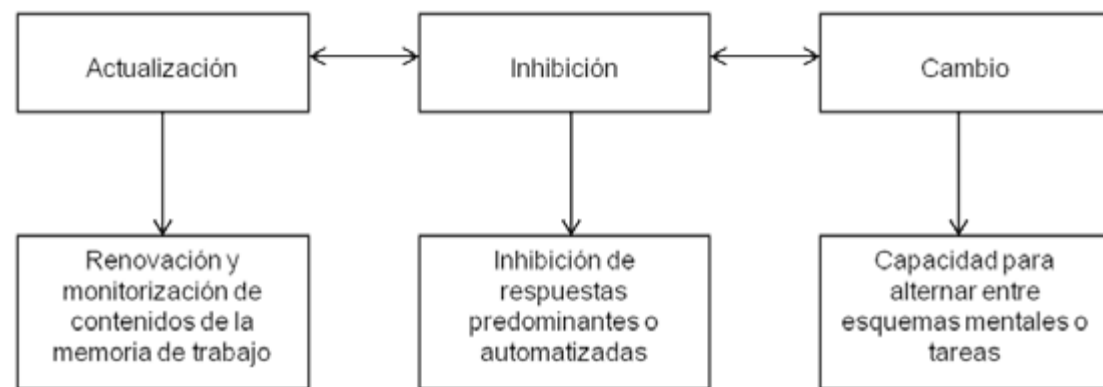 Actualización
Inhibición
Cambio
Renovación y
monitorización de
contenidos de la
memoria de trabajo
Inhibición de
respuestas
predominantes o
automatizadas
Capacidad para
alternar entre
esquemas mentales o
tareas